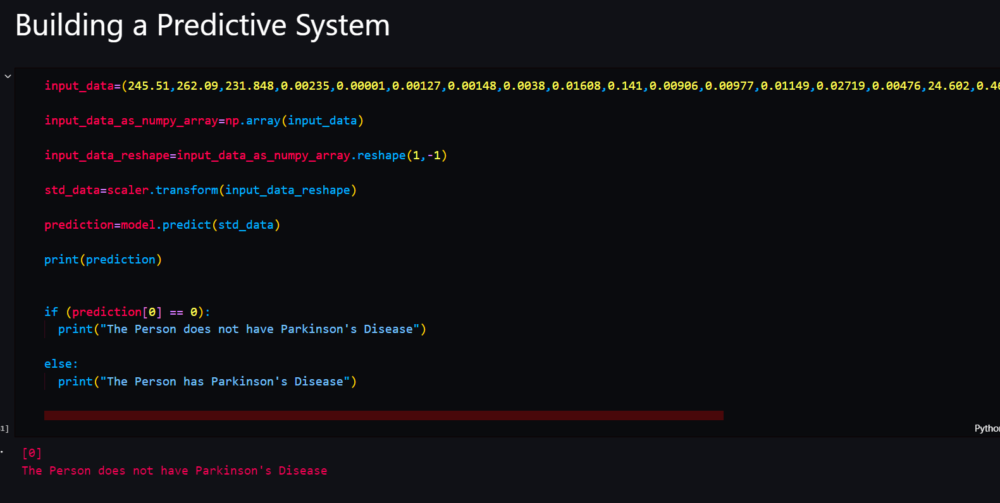 Building a Predictive System
input_data=(245.51,262.09,231.848,0.00235,0.00001,0.00127,0.00148,0.0038,0.01608,0.141,0.00906,0.00977,0.01149,0.02719,0.00476,24.602,0.46
input_data_as_numpy_array=np.array(input_data)
input_data_reshape=input_data_as_numpy_array.reshape(1,-1)
std_data=scaler.transform(input_data_reshape)
prediction=model.predict(std_data)
print(prediction)
if (prediction[0] == 0):
print("The Person does not have Parkinson's Disease")
else:
print("The Person has Parkinson's Disease")
1]
Pytho
[0]
The Person does not have Parkinson's Disease